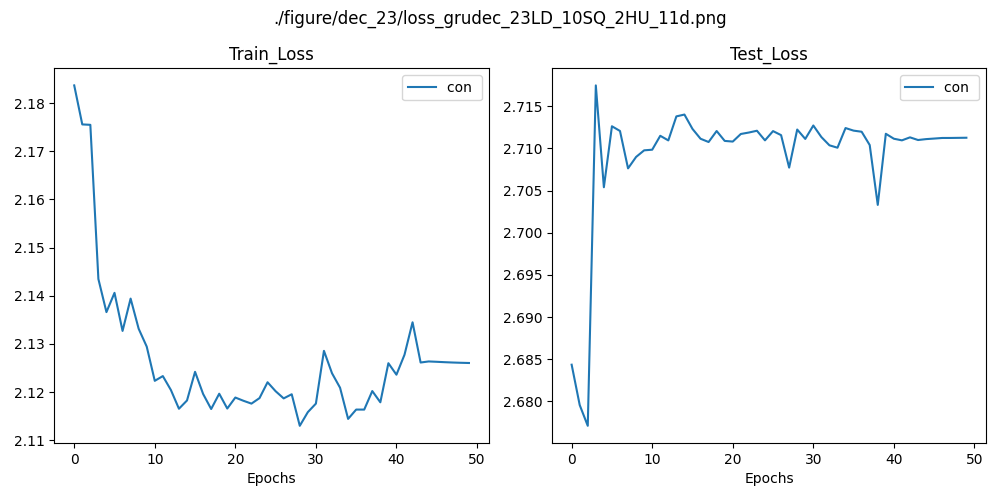 ./figure/dec_23/loss_grudec_23LD_10SQ_2HU_11d.png
Train_Loss
con
2.18
2.17
2.16
2.15
2.14
2.13
2.12
2.11
0 10 20 30 40 50
Epochs
Test_Loss
con
2.715
2.710
2.705
2.700
2.695
2.690
2.685
2.680
0 10 20 30 40 50
Epochs